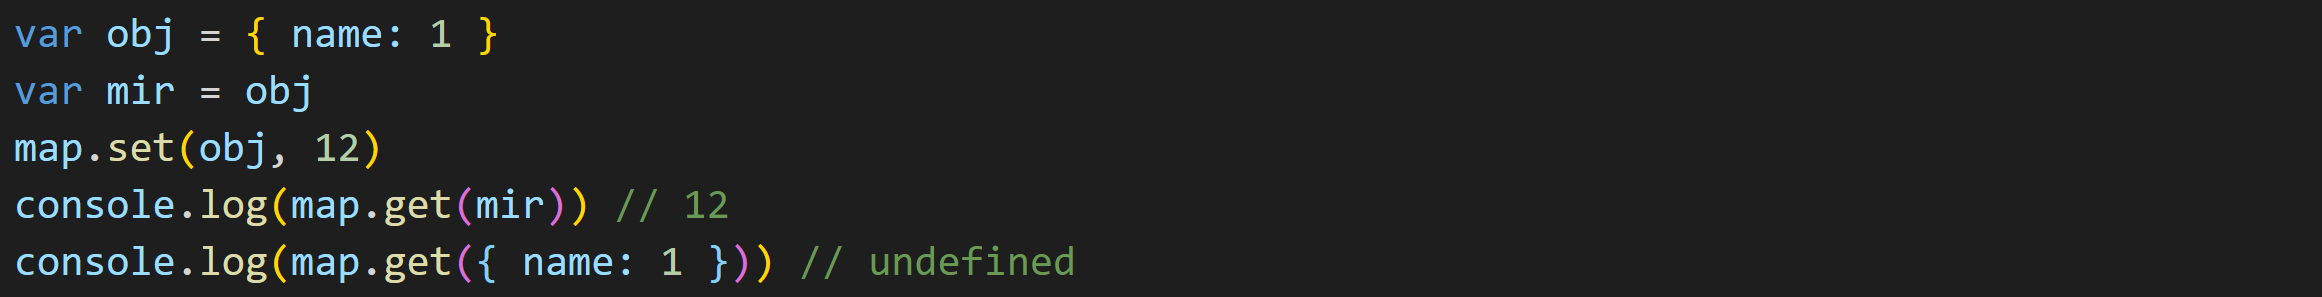 var obj = { name: 1 }
var mir = obj
map.set(obj, 12)
console.log(map.get(mir)) // 12
console.log(map.get({ name: 1 })) // undefined